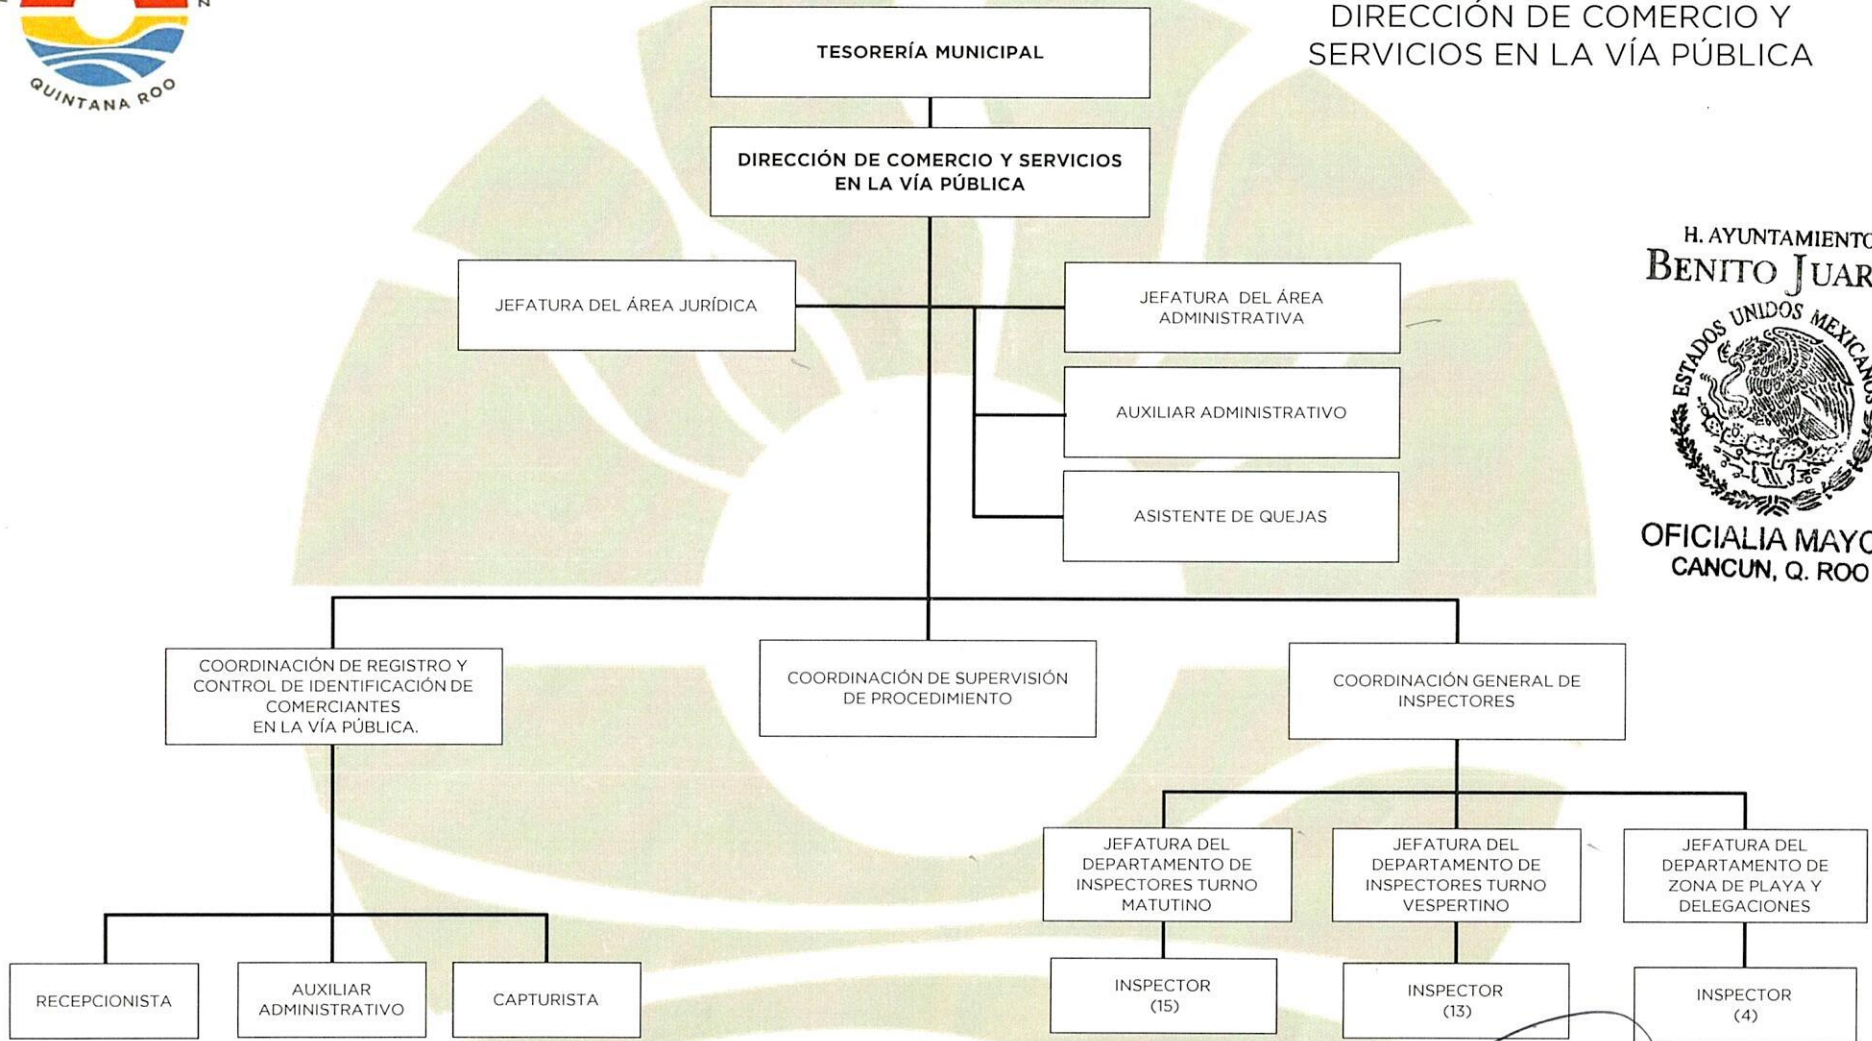 QUINTANA ROO
DIRECCIÓN DE COMERCIO Y
SERVICIOS EN LA VÍA PÚBLICA
TESORERÍA MUNICIPAL
DIRECCIÓN DE COMERCIO Y SERVICIOS
EN LA VÍA PÚBLICA
H. AYUNTAMIENTO
BENITO JUAR
ESTADOS UNIDOS MEXICANOS
OFICIALIA MAYO
CANCUN, Q. ROO
JEFATURA DEL ÁREA JURÍDICA
JEFATURA DEL ÁREA
ADMINISTRATIVA
AUXILIAR ADMINISTRATIVO
ASISTENTE DE QUEJAS
COORDINACIÓN DE REGISTRO Y
CONTROL DE IDENTIFICACIÓN DE
COMERCIANTES
EN LA VÍA PÚBLICA.
COORDINACIÓN DE SUPERVISIÓN
DE PROCEDIMIENTO
COORDINACIÓN GENERAL DE
INSPECTORES
JEFATURA DEL
DEPARTAMENTO DE
INSPECTORES TURNO
MATUTINO
JEFATURA DEL
DEPARTAMENTO DE
INSPECTORES TURNO
VESPERTINO
JEFATURA DEL
DEPARTAMENTO DE
ZONA DE PLAYA Y
DELEGACIONES
RECEPCIONISTA
AUXILIAR
ADMINISTRATIVO
CAPTURISTA
INSPECTOR
(15)
INSPECTOR
(13)
INSPECTOR
(4)